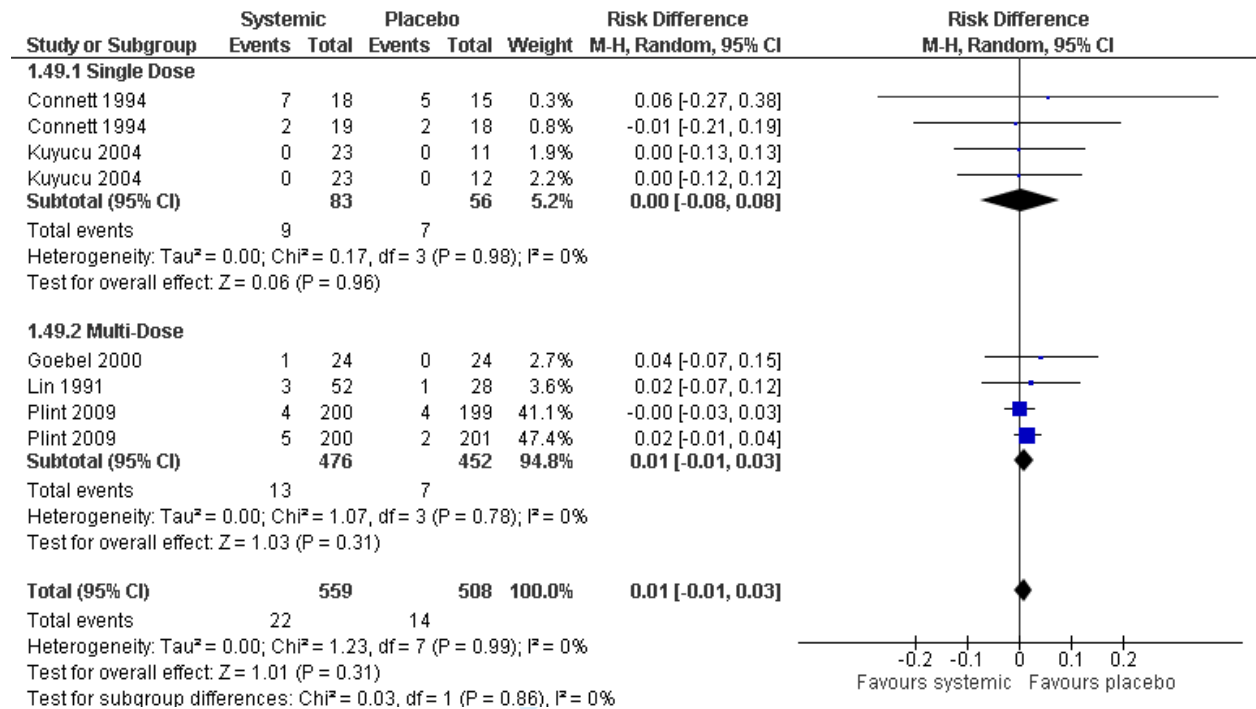 Systemic Placebo Risk Difference Risk Difference
Study or Subgroup Events Total Events Total Weight M-H, Random, 95% CI M-H, Random, 95% CI
1.49.1 Single Dose
Connett 1994 7 18 5 15 0.3% 0.06 [-0.27, 0.38]
Connett 1994 2 19 2 18 0.8% -0.01 [-0.21, 0.19]
Kuyucu 2004 0 23 0 11 1.9% 0.00 [-0.13, 0.13]
Kuyucu 2004 0 23 0 12 2.2% 0.00 [-0.12, 0.12]
Subtotal (95% CI) 83 56 5.2% 0.00 [-0.08, 0.08]
Total events 9 7
Heterogeneity: Tau² = 0.00; Chi² = 0.17, df = 3 (P = 0.98); I² = 0%
Test for overall effect: Z = 0.06 (P = 0.96)
1.49.2 Multi-Dose
Goebel 2000 1 24 0 24 2.7% 0.04 [-0.07, 0.15]
Lin 1991 3 52 1 28 3.6% 0.02 [-0.07, 0.12]
Plint 2009 4 200 4 199 41.1% -0.00 [-0.03, 0.03]
Plint 2009 5 200 2 201 47.4% 0.02 [-0.01, 0.04]
Subtotal (95% CI) 476 452 94.8% 0.01 [-0.01, 0.03]
Total events 13 7
Heterogeneity: Tau² = 0.00; Chi² = 1.07, df = 3 (P = 0.78); I² = 0%
Test for overall effect: Z = 1.03 (P = 0.31)
Total (95% CI) 559 508 100.0% 0.01 [-0.01, 0.03]
Total events 22 14
Heterogeneity: Tau² = 0.00; Chi² = 1.23, df = 7 (P = 0.99); I² = 0%
Test for overall effect: Z = 1.01 (P = 0.31)
Test for subgroup differences: Chi² = 0.03, df = 1 (P = 0.86), I² = 0%
-0.2 -0.1 0 0.1 0.2
Favours systemic Favours placebo